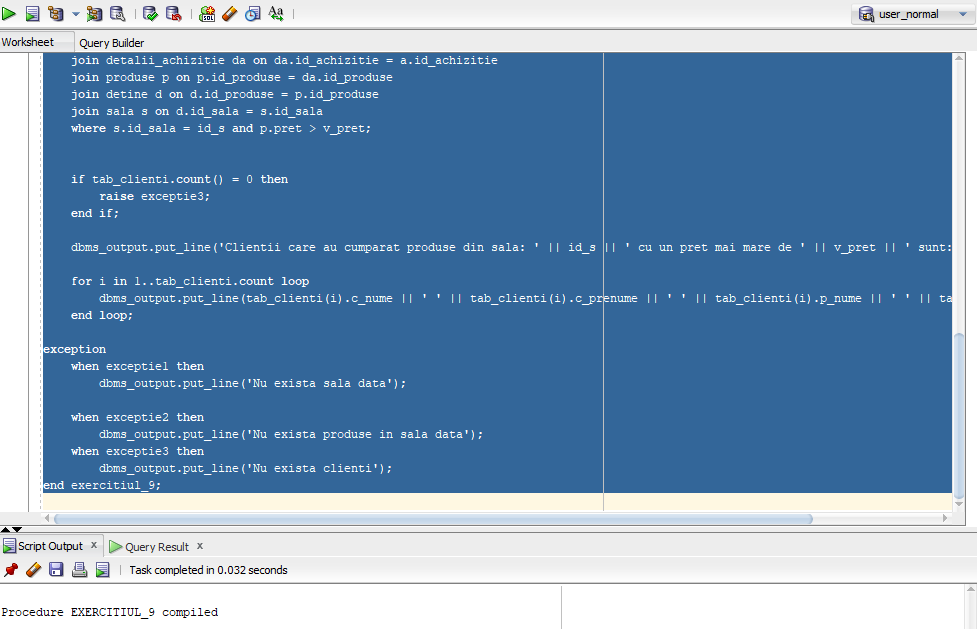 user_normal
Worksheet Query Builder
join detalii_achizitie da on da.id_achizitie = a.id_achizitie
join produse p on p.id_produse = da.id_produse
join detine d on d.id_produse = p.id_produse
join sala s on d.id_sala = s.id_sala
where s.id_sala = id_s and p.pret > v_pret;
if tab_clienti.count() = 0 then
raise exceptie3;
end if;
dbms_output.put_line('Clientii care au cumparat produse din sala: ' || id_s || ' cu un pret mai mare de ' || v_pret || ' sunt:
for i in 1..tab_clienti.count loop
dbms_output.put_line(tab_clienti(i).c_nume || ' ' || tab_clienti(i).c_prenume || ' ' || tab_clienti(i).p_nume || ' ' || ta
end loop;
exception
when exceptie1 then
dbms_output.put_line('Nu exista sala data');
when exceptie2 then
dbms_output.put_line('Nu exista produse in sala data');
when exceptie3 then
dbms_output.put_line('Nu exista clienti');
end exercitiul_9;
Script Output x Query Result x
Task completed in 0.032 seconds
Procedure EXERCITIUL_9 compiled